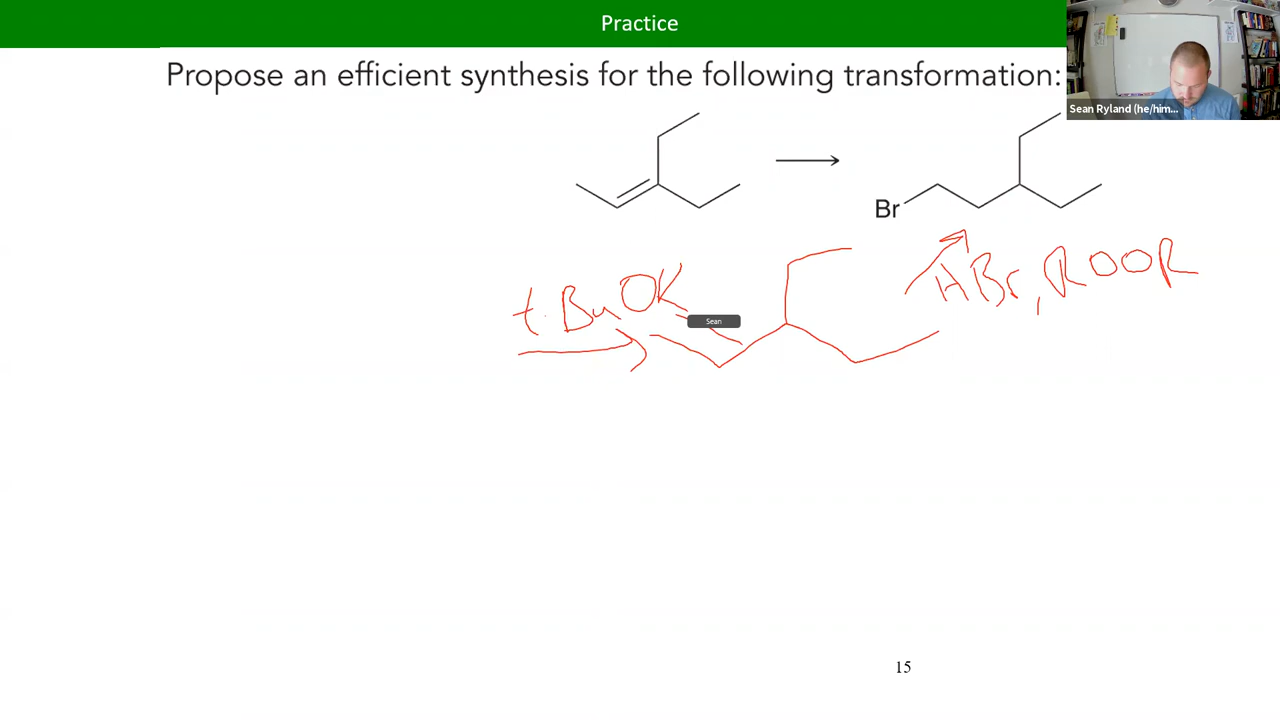 Practice
Propose an efficient synthesis for the following transformation:
Sean Ryland (he/him...
Br
t-BuOK
HBr, ROOR
Sean
15